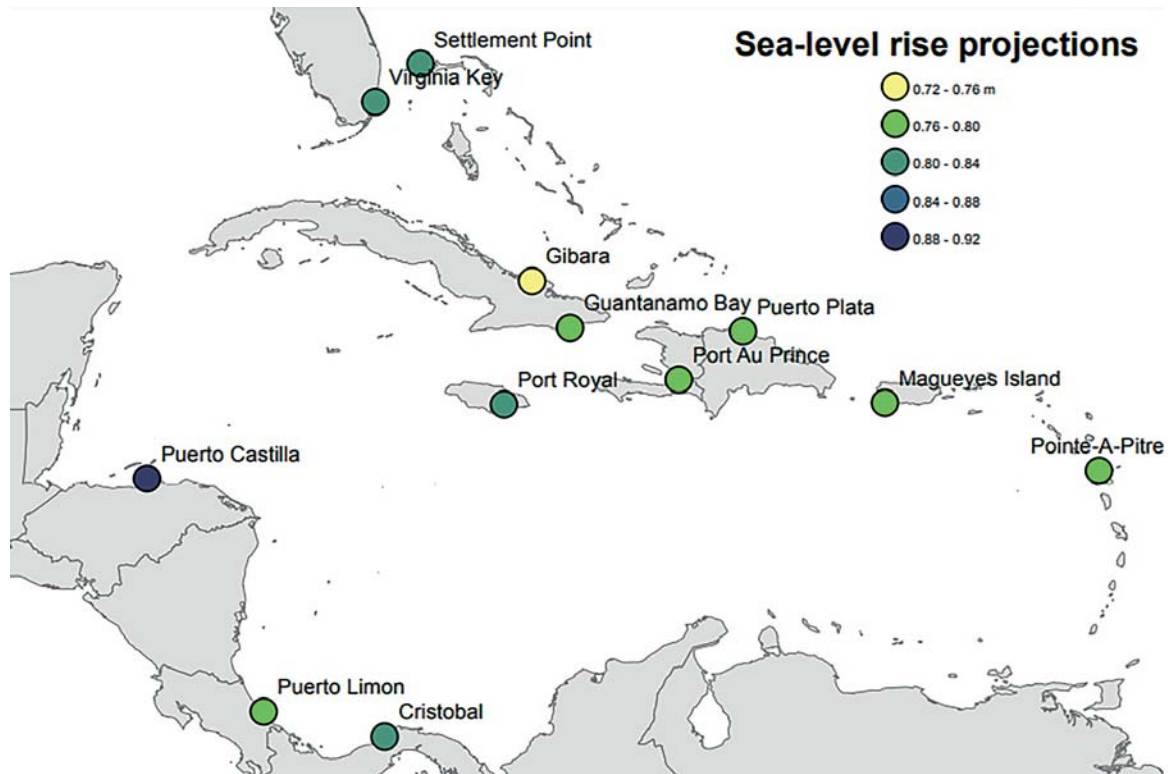 Sea-level rise projections
0.72 - 0.76 m
0.76 - 0.80
0.80 - 0.84
0.84 - 0.88
0.88 - 0.92
Settlement Point
Virginia Key
Gibara
Guantanamo Bay
Puerto Plata
Port Au Prince
Port Royal
Magueyes Island
Pointe-A-Pitre
Puerto Castilla
Puerto Limon
Cristobal